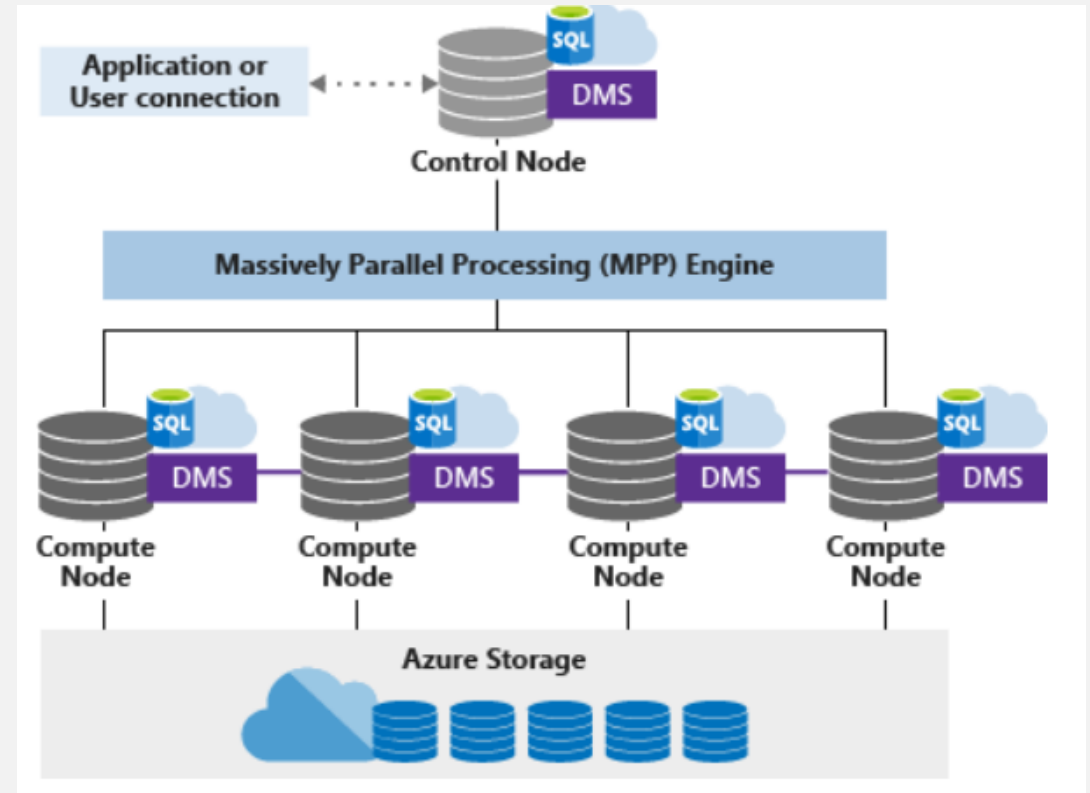 SQL
Application or
User connection
DMS
Control Node
Massively Parallel Processing (MPP) Engine
SQL
SQL
SQL
SQL
DMS
DMS
DMS
DMS
Compute
Node
Compute
Node
Compute
Node
Compute
Node
Azure Storage